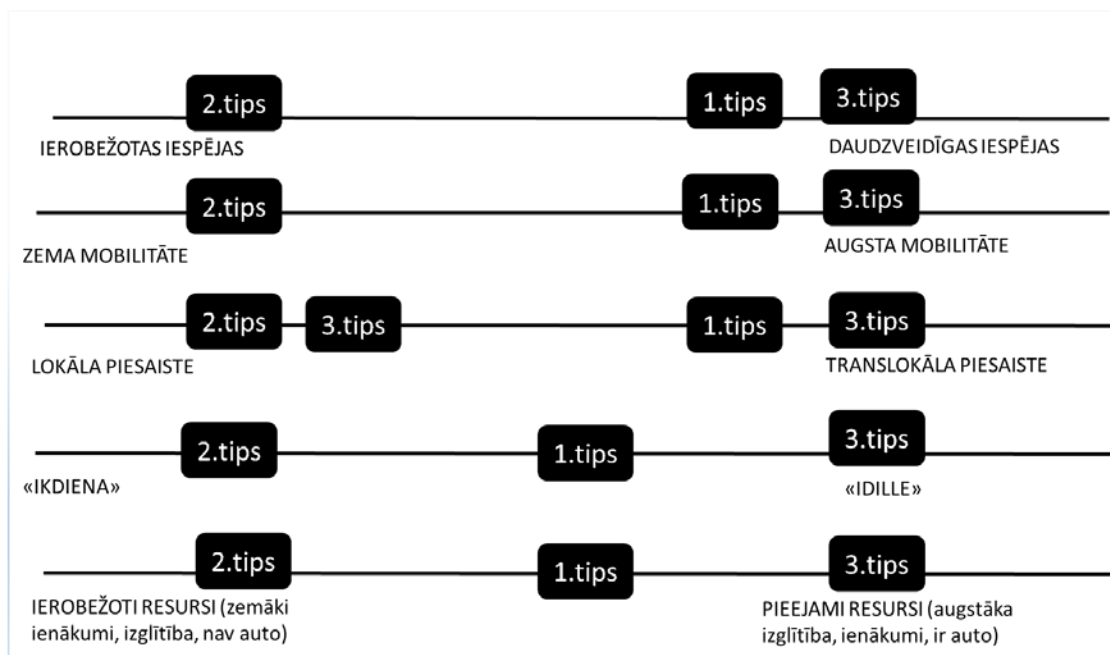 2.tips 1.tips 3.tips
IEROBEŽOTAS IESPĒJAS DAUDZVEIDĪGAS IESPĒJAS
2.tips 1.tips 3.tips
ZEMA MOBILITĀTE AUGSTA MOBILITĀTE
2.tips 3.tips 1.tips 3.tips
LOKĀLA PIESAISTE TRANSLOKĀLA PIESAISTE
2.tips 1.tips 3.tips
«IKDIENA» «IDILLE»
2.tips 1.tips 3.tips
IEROBEŽOTI RESURSI (zemāki PIEEJAMI RESURSI (augstāka
ienākumi, izglītība, nav auto) izglītība, ienākumi, ir auto)